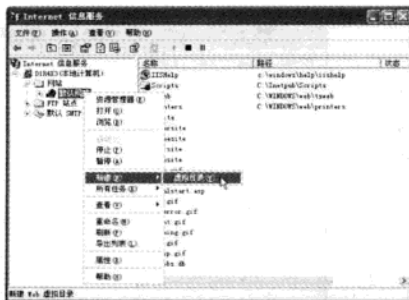 Internet 信息服务
文件(F) 操作(A) 查看(V) 帮助(H)
名称 路径 状态
Internet 信息服务
(本地计算机)
网站
默认网站
FTP 站点
默认 SMTP
IISHelp c:\windows\help\iishelp
Scripts C:\Inetpub\Scripts
C:\WINDOWS\web\tsweb
C:\WINDOWS\web\printers
资源管理器(E)
打开(O)
浏览(B)
停止(T)
暂停(A)
新建(W) 虚拟目录(V)
所有任务(K)
查看(V)
重命名(M)
刷新(F)
导出列表(L)
属性(R)
帮助(H)
新建 Web 虚拟目录